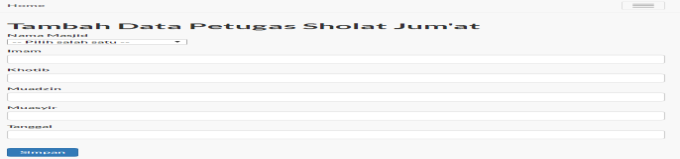 Home
Tambah Data Petugas Sholat Jum'at
Nama Masjid
-- Pilih salah satu --
Imam
Khotib
Muadzin
Muasyir
Tanggal
Simpan